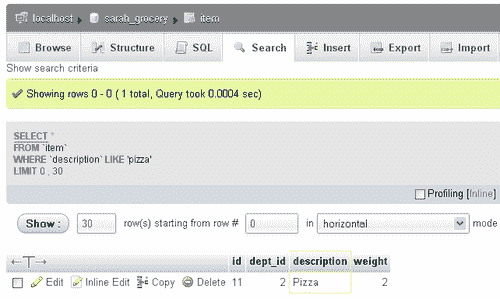 localhost ▸ sarah_grocery ▸ item
Browse Structure SQL Search Insert Export Import
Show search criteria
Showing rows 0 - 0 ( 1 total, Query took 0.0004 sec)
SELECT *
FROM `item`
WHERE `description` LIKE 'pizza'
LIMIT 0 , 30
Profiling [Inline]
Show : 30 row(s) starting from row # 0 in horizontal mode
←T→ id dept_id description weight
Edit Inline Edit Copy Delete 11 2 Pizza 2